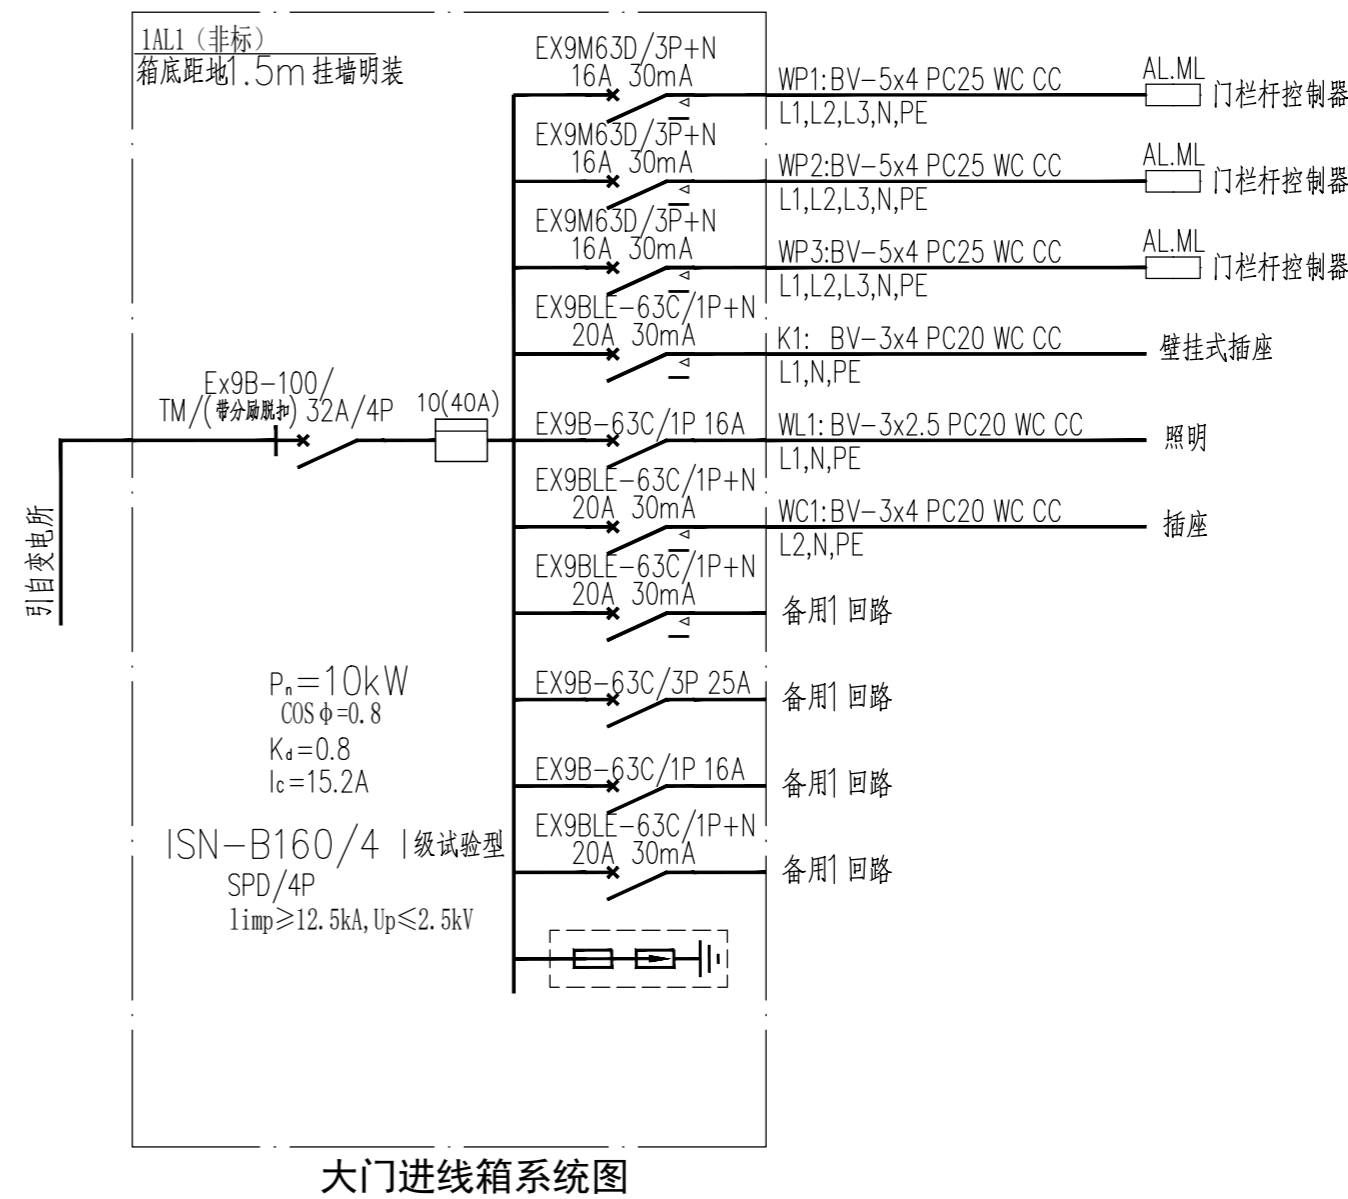 1AL1（非标）
箱底距地1.5m 挂墙明装
EX9M63D/3P+N
16A 30mA
WP1:BV-5x4 PC25 WC CC
L1,L2,L3,N,PE
AL.ML
门栏杆控制器
EX9M63D/3P+N
16A 30mA
WP2:BV-5x4 PC25 WC CC
L1,L2,L3,N,PE
AL.ML
门栏杆控制器
EX9M63D/3P+N
16A 30mA
WP3:BV-5x4 PC25 WC CC
L1,L2,L3,N,PE
AL.ML
门栏杆控制器
EX9BLE-63C/1P+N
20A 30mA
K1: BV-3x4 PC20 WC CC
L1,N,PE
壁挂式插座
引自变电所
Ex9B-100/
TM/(带分励脱扣) 32A/4P
10(40A)
EX9B-63C/1P 16A
WL1:BV-3x2.5 PC20 WC CC
L1,N,PE
照明
EX9BLE-63C/1P+N
20A 30mA
WC1:BV-3x4 PC20 WC CC
L2,N,PE
插座
EX9BLE-63C/1P+N
20A 30mA
备用1 回路
EX9B-63C/3P 25A
备用1 回路
EX9B-63C/1P 16A
备用1 回路
EX9BLE-63C/1P+N
20A 30mA
备用1 回路
Pn=10kW
COSφ=0.8
Kd=0.8
Ic=15.2A
ISN-B160/4 I级试验型
SPD/4P
limp≥12.5kA,Up≤2.5kV
大门进线箱系统图